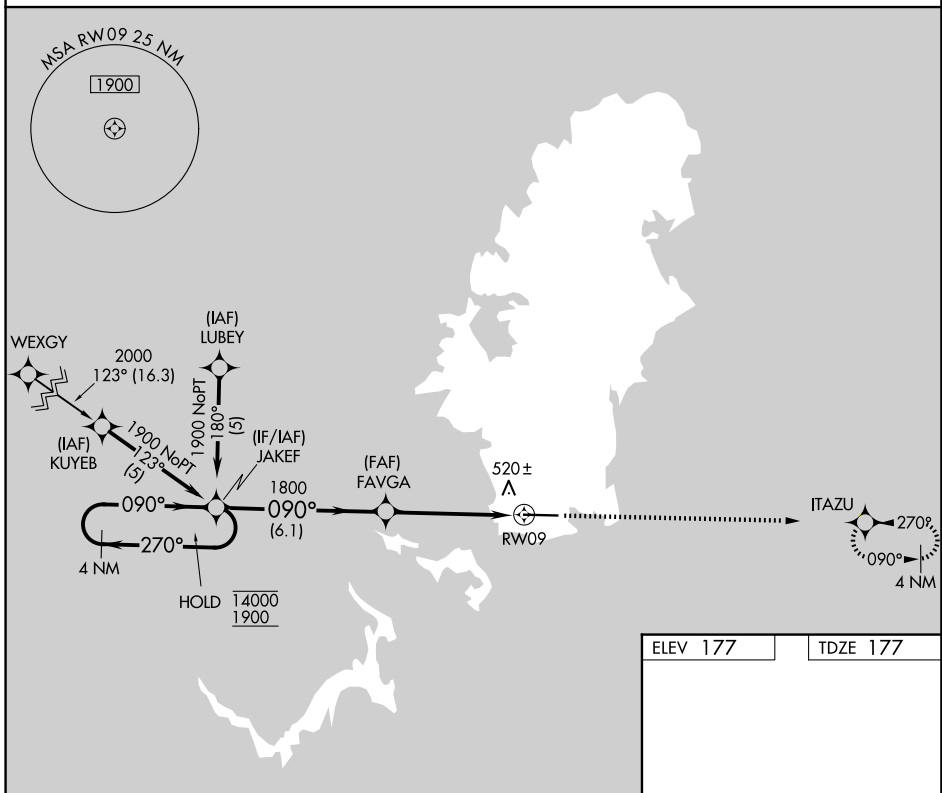 MSA RW09 25 NM
1900
WEXGY
2000
123° (16.3)
(IAF)
LUBEY
1900 NoPT
180°
(5)
(IAF)
KUYEB
1900 NoPT
123°
(5)
(IF/IAF)
JAKEF
090°
270°
4 NM
HOLD
14000
1900
1800
090°
(6.1)
(FAF)
FAVGA
520±
RW09
ITAZU
270°
090°
4 NM
ELEV 177
TDZE 177